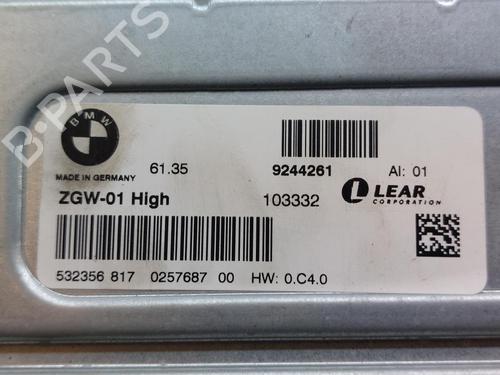 B-PARTS
BMW
MADE IN GERMANY
61.35
9244261
AI: 01
ZGW-01 High
103332
LEAR
CORPORATION
532356 817 0257687 00 HW: 0.C4.0